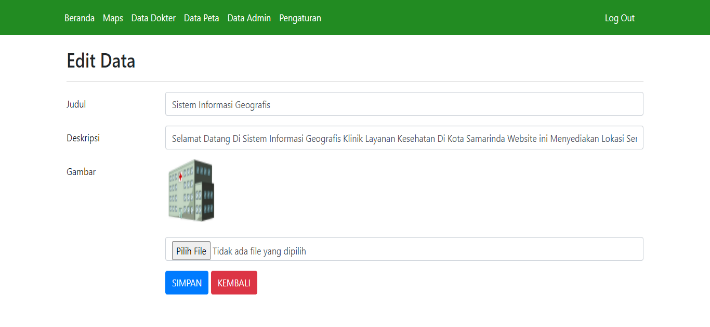 Beranda Maps Data Dokter Data Peta Data Admin Pengaturan Log Out
Edit Data
Judul Sistem Informasi Geografis
Deskripsi Selamat Datang Di Sistem Informasi Geografis Klinik Layanan Kesehatan Di Kota Samarinda Website ini Menyediakan Lokasi Ser
Gambar
Pilih File Tidak ada file yang dipilih
SIMPAN KEMBALI